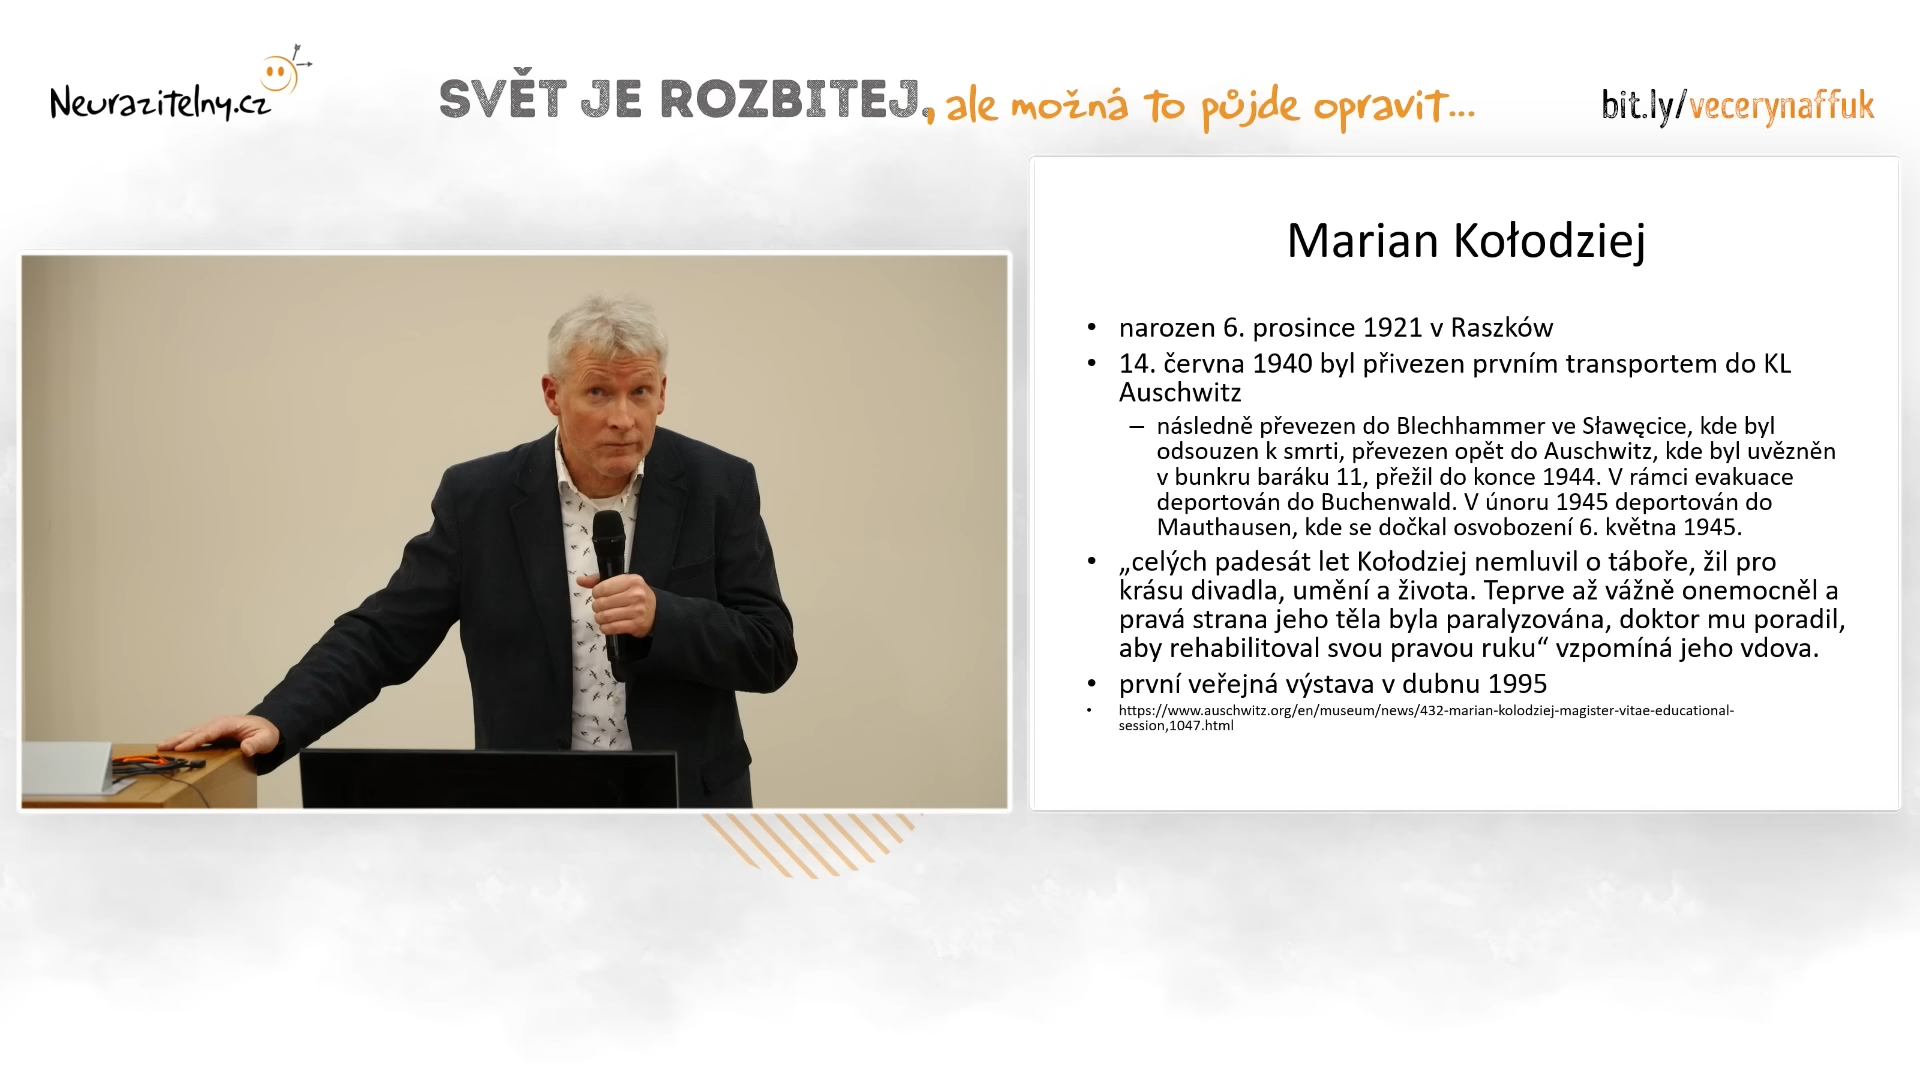 Neurazitelny.cz
SVĚT JE ROZBITEJ, ale možná to půjde opravit...
bit.ly/vecerynaffuk
Marian Kołodziej
• narozen 6. prosince 1921 v Raszków
• 14. června 1940 byl přivezen prvním transportem do KL
Auschwitz
– následně převezen do Blechhammer ve Sławęcice, kde byl
odsouzen k smrti, převezen opět do Auschwitz, kde byl uvězněn
v bunkru baráku 11, přežil do konce 1944. V rámci evakuace
deportován do Buchenwald. V únoru 1945 deportován do
Mauthausen, kde se dočkal osvobození 6. května 1945.
• „celých padesát let Kołodziej nemluvil o táboře, žil pro
krásu divadla, umění a života. Teprve až vážně onemocněl a
pravá strana jeho těla byla paralyzována, doktor mu poradil,
aby rehabilitoval svou pravou ruku“ vzpomíná jeho vdova.
• první veřejná výstava v dubnu 1995
• https://www.auschwitz.org/en/museum/news/432-marian-kolodziej-magister-vitae-educational-
session,1047.html